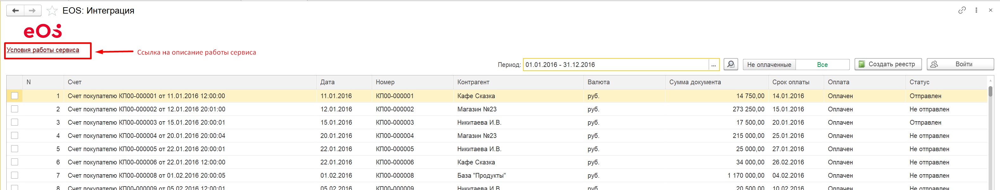 EOS: Интеграция
eos
Условия работы сервиса
Ссылка на описание работы сервиса
Период: 01.01.2016 - 31.12.2016 ... Не оплаченные Все Создать реестр Войти
N Счет Дата Номер Контрагент Валюта Сумма документа Срок оплаты Оплата Статус
1 Счет покупателю КП00-000001 от 11.01.2016 12:00:00 11.01.2016 КП00-000001 Кафе Сказка руб. 14 750,00 14.01.2016 Оплачен Отправлен
2 Счет покупателю КП00-000002 от 12.01.2016 20:01:00 12.01.2016 КП00-000002 Магазин №23 руб. 273 250,00 15.01.2016 Оплачен Не отправлен
3 Счет покупателю КП00-000003 от 15.01.2016 20:00:01 15.01.2016 КП00-000003 Никитаева И.В. руб. 17 500,00 20.01.2016 Оплачен Отправлен
4 Счет покупателю КП00-000004 от 20.01.2016 20:00:04 20.01.2016 КП00-000004 Магазин №23 руб. 215 000,00 25.01.2016 Оплачен Не отправлен
5 Счет покупателю КП00-000005 от 22.01.2016 20:00:01 22.01.2016 КП00-000005 Никитаева И.В. руб. 25 000,00 27.01.2016 Оплачен Не отправлен
6 Счет покупателю КП00-000006 от 22.01.2016 12:00:00 22.01.2016 КП00-000006 Кафе Сказка руб. 34 000,00 26.02.2016 Оплачен Не отправлен
7 Счет покупателю КП00-000008 от 01.02.2016 20:00:05 01.02.2016 КП00-000008 База "Продукты" руб. 1 170 000,00 04.02.2016 Оплачен Не отправлен
8 Счет покупателю КП00-000009 от 05.02.2016 12:00:01 05.02.2016 КП00-000009 Никитаева И.В. руб. 20 500,00 10.02.2016 Оплачен Не отправлен